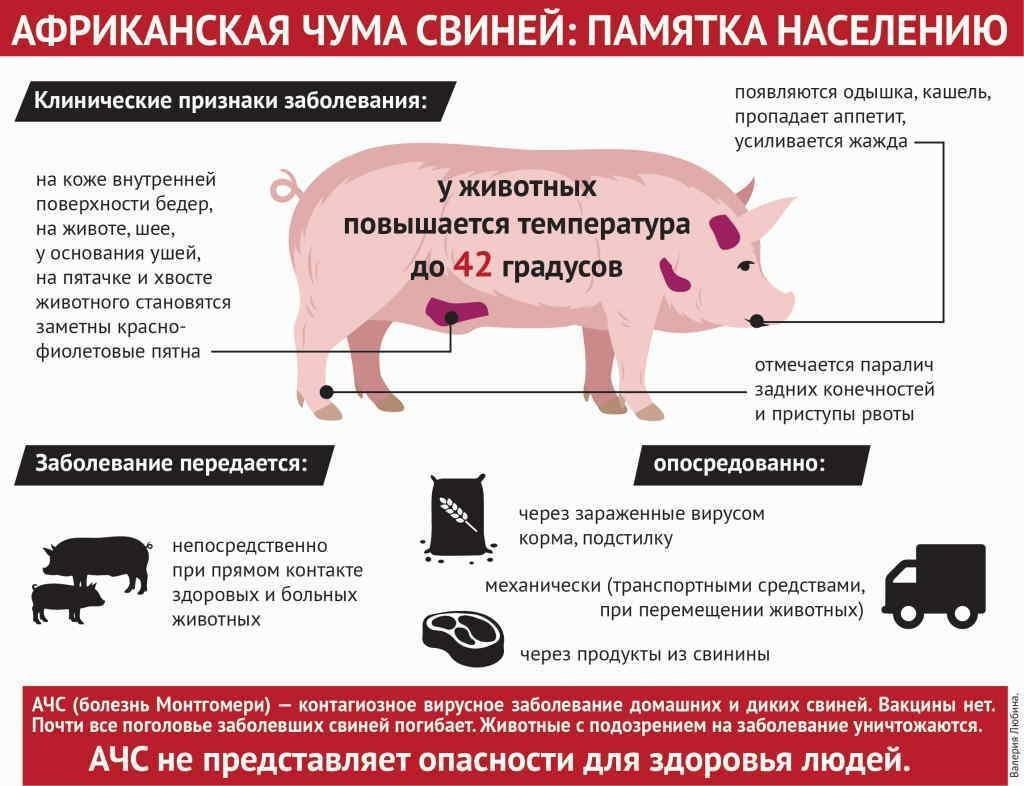 АФРИКАНСКАЯ ЧУМА СВИНЕЙ: ПАМЯТКА НАСЕЛЕНИЮ
Клинические признаки заболевания:
появляются одышка, кашель,
пропадает аппетит,
усиливается жажда
на коже внутренней
поверхности бедер,
на животе, шее,
у основания ушей,
на пятачке и хвосте
животного становятся
заметны красно-
фиолетовые пятна
у животных
повышается температура
до 42 градусов
отмечается паралич
задних конечностей
и приступы рвоты
Заболевание передается:
непосредственно
при прямом контакте
здоровых и больных
животных
опосредованно:
через зараженные вирусом
корма, подстилку
механически (транспортными средствами,
при перемещении животных)
через продукты из свинины
АЧС (болезнь Монтгомери) — контагиозное вирусное заболевание домашних и диких свиней. Вакцины нет.
Почти все поголовье заболевших свиней погибает. Животные с подозрением на заболевание уничтожаются.
АЧС не представляет опасности для здоровья людей.
Валерия Любина.